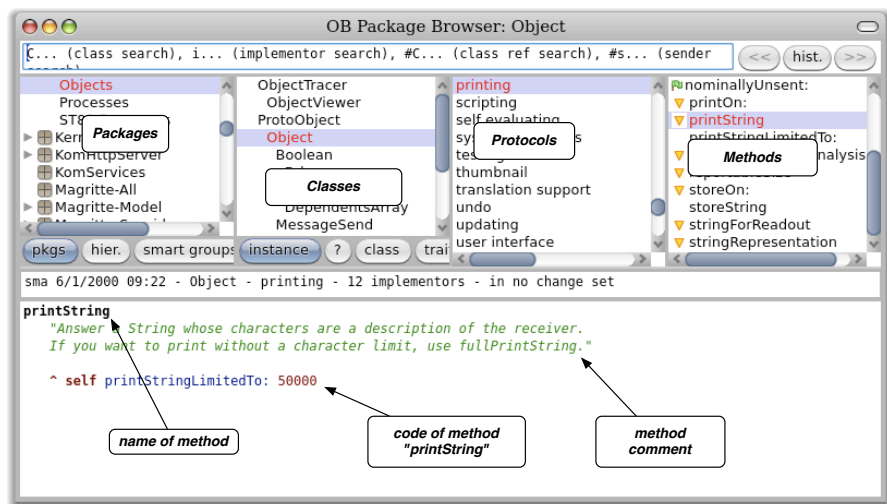 OB Package Browser: Object
C... (class search), i... (implementor search), #C... (class ref search), #s... (sender
<< hist. >>
Objects
Processes
ST8
Kern
KomHttpServer
KomServices
Magritte-All
Magritte-Model
Packages
pkgs hier. smart groups
ObjectTracer
ObjectViewer
ProtoObject
Object
Boolean
DependentsArray
MessageSend
Classes
instance ? class trai
printing
scripting
self evaluating
thumbnail
translation support
undo
updating
user interface
Protocols
nominallyUnsent:
printOn:
printString
printStringLimitedTo:
nalysis
storeOn:
storeString
stringForReadout
stringRepresentation
Methods
sma 6/1/2000 09:22 - Object - printing - 12 implementors - in no change set
printString
"Answer a String whose characters are a description of the receiver.
If you want to print without a character limit, use fullPrintString."
^ self printStringLimitedTo: 50000
name of method
code of method
"printString"
method
comment